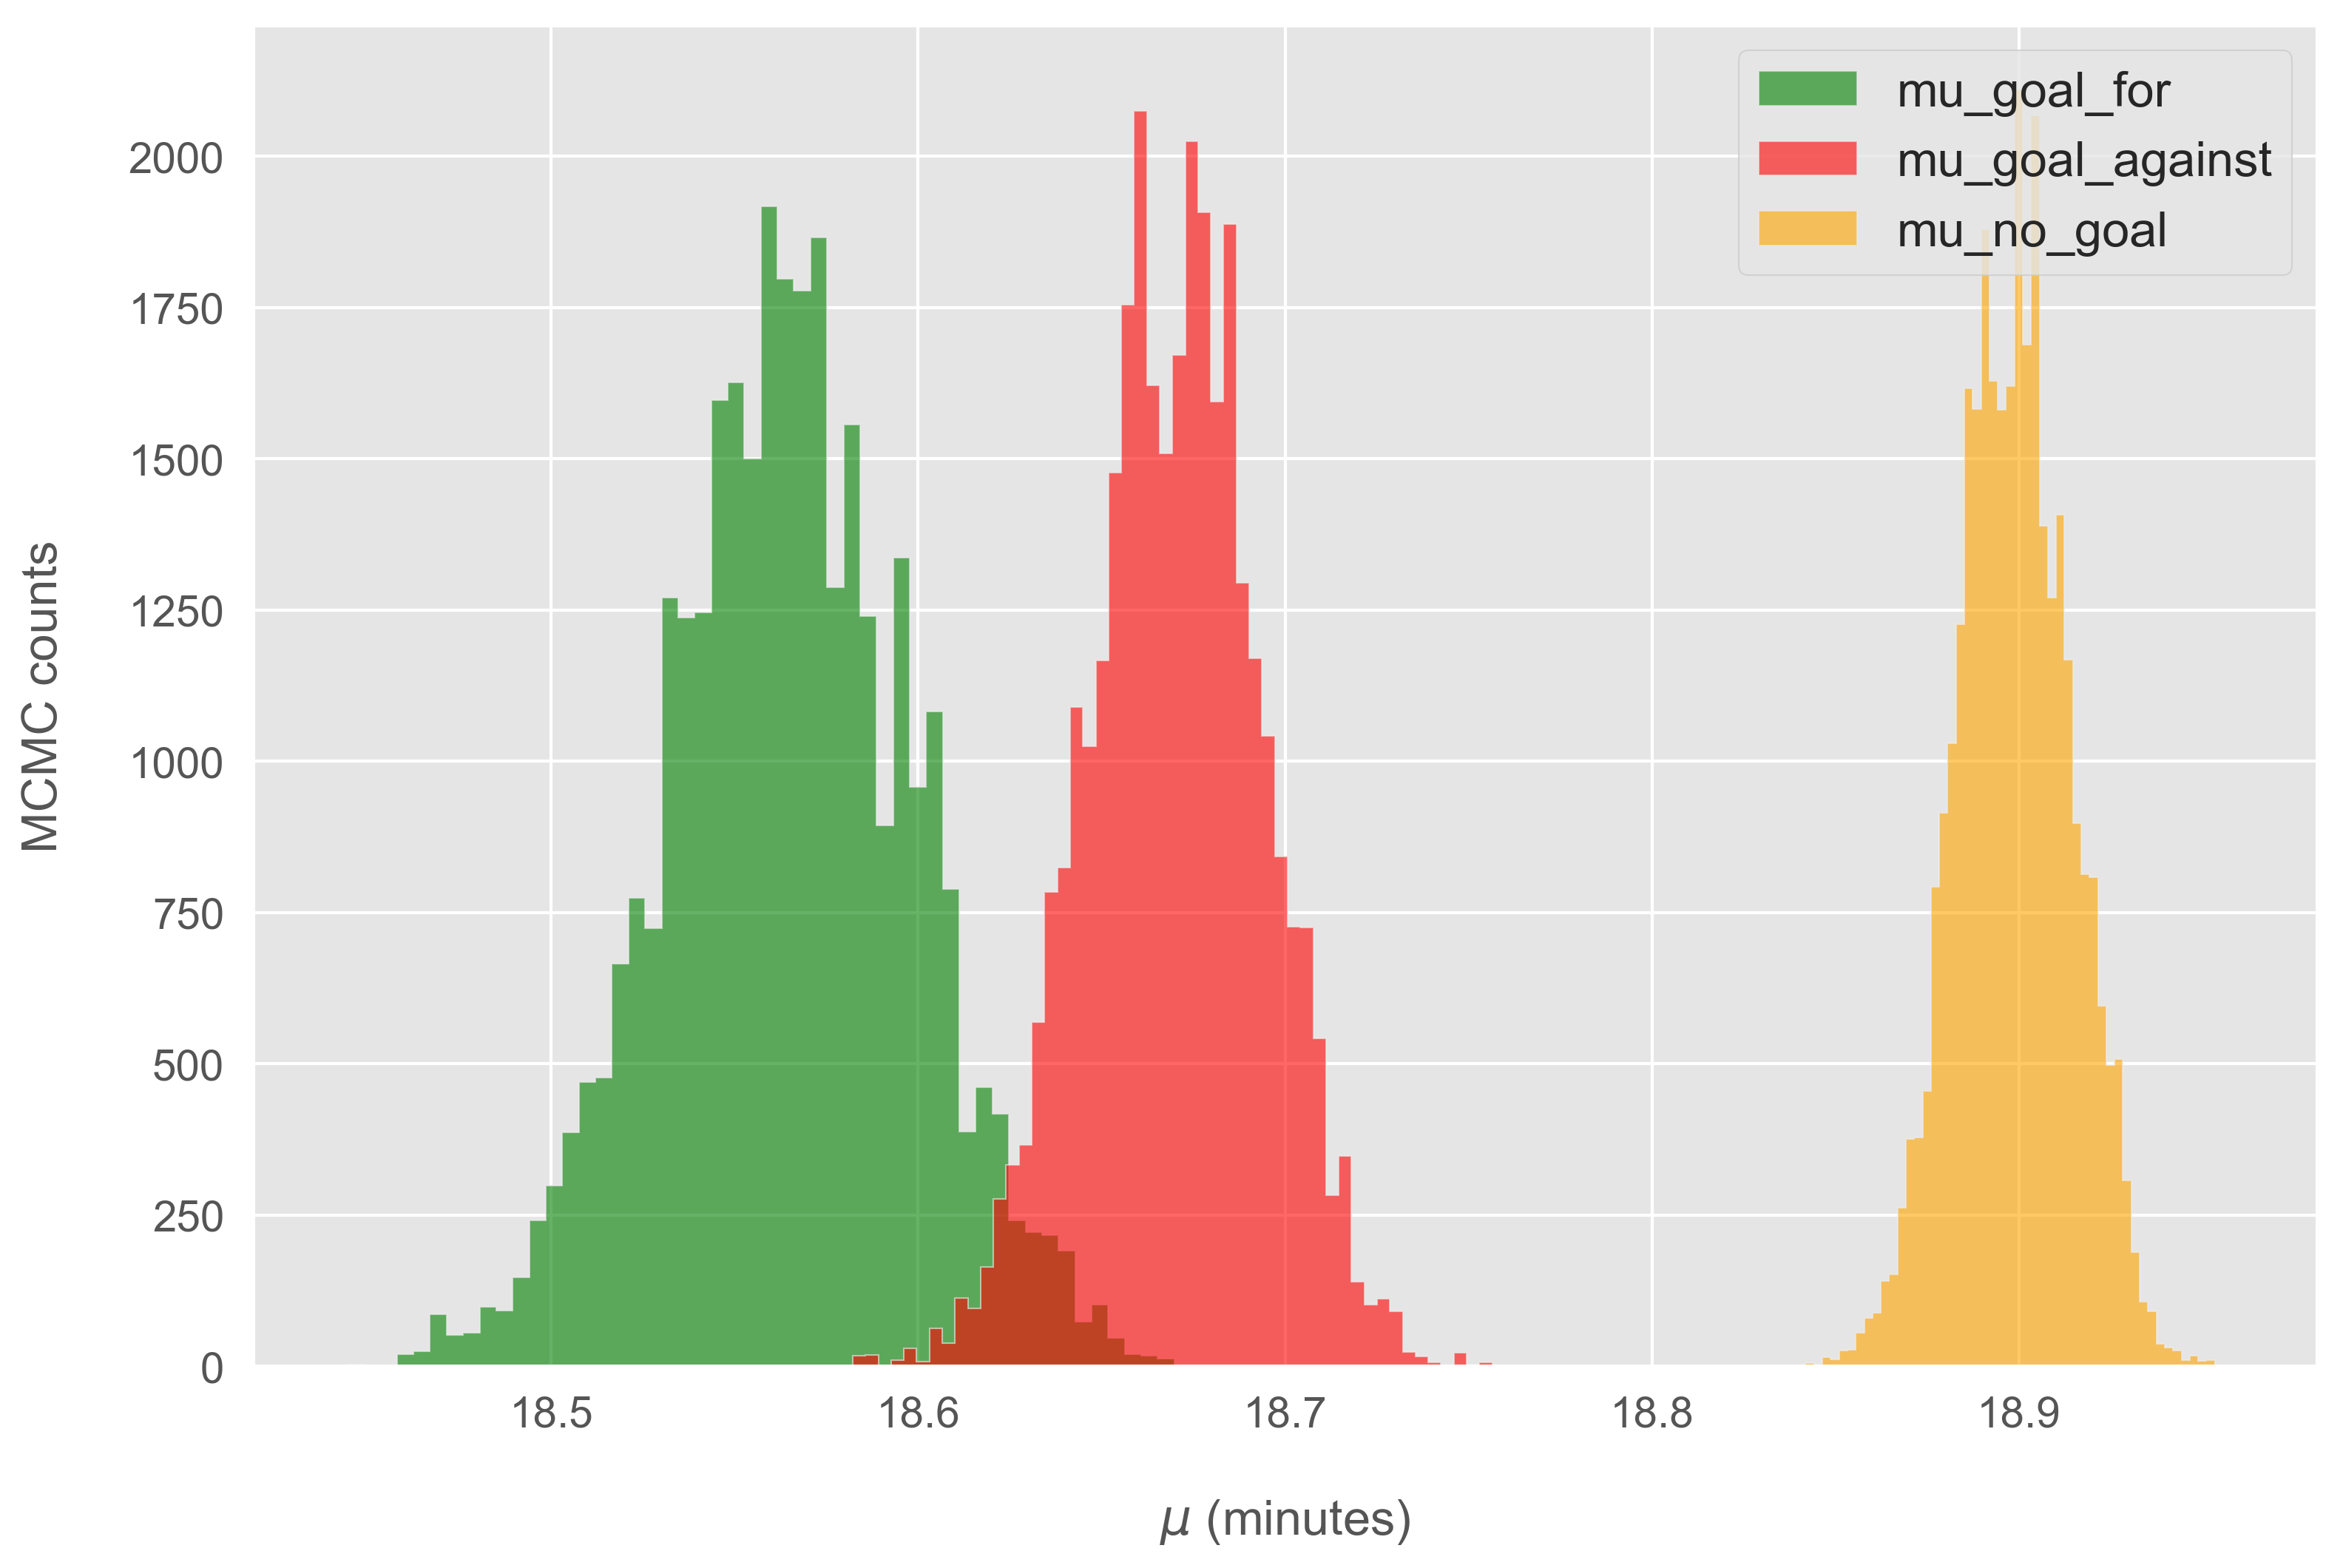 mu_goal_for
mu_goal_against
mu_no_goal
2000
1750
1500
1250
1000
750
500
250
0
MCMC counts
18.5 18.6 18.7 18.8 18.9
μ (minutes)